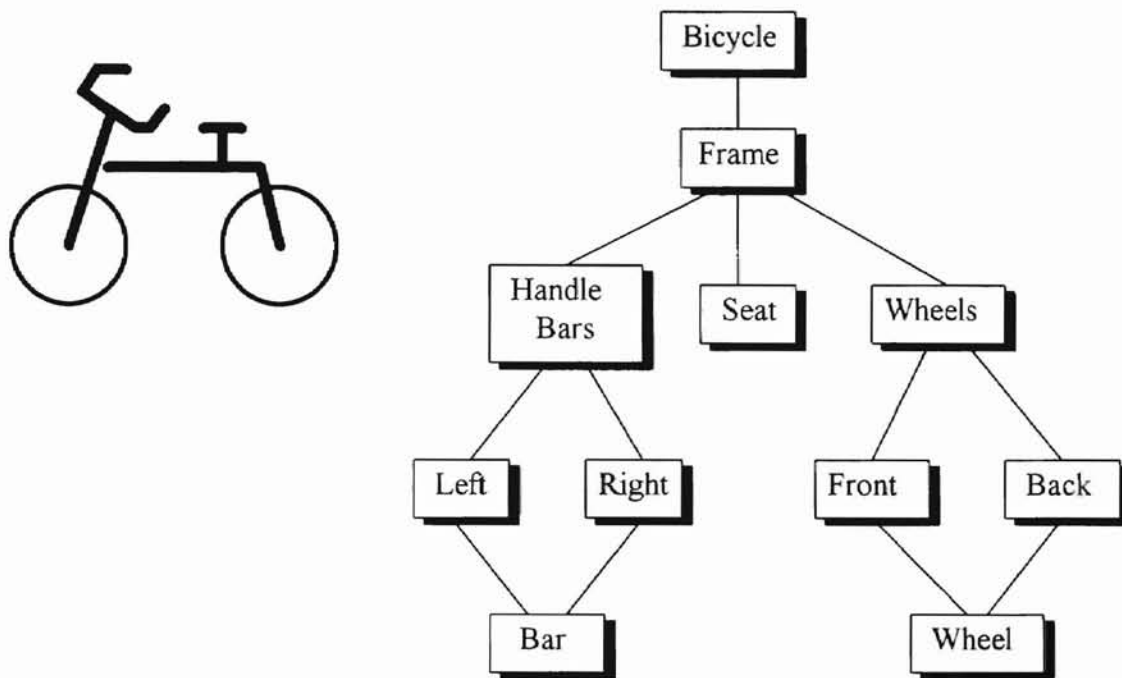 Bicycle
Frame
Handle
Bars
Seat
Wheels
Left
Right
Front
Back
Bar
Wheel